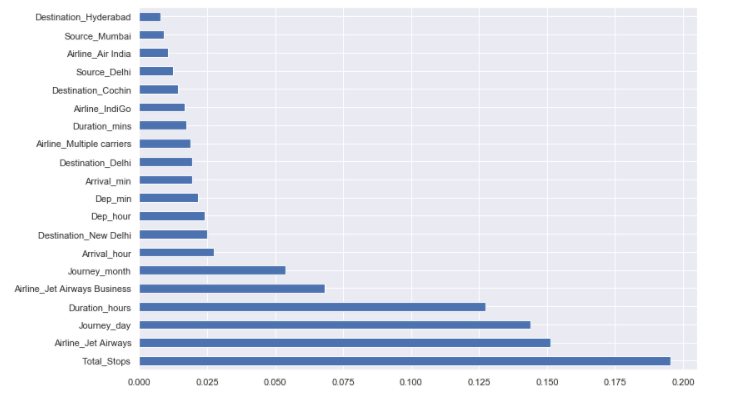 Destination_Hyderabad
Source_Mumbai
Airline_Air India
Source_Delhi
Destination_Cochin
Airline_IndiGo
Duration_mins
Airline_Multiple carriers
Destination_Delhi
Arrival_min
Dep_min
Dep_hour
Destination_New Delhi
Arrival_hour
Journey_month
Airline_Jet Airways Business
Duration_hours
Journey_day
Airline_Jet Airways
Total_Stops
0.000 0.025 0.050 0.075 0.100 0.125 0.150 0.175 0.200